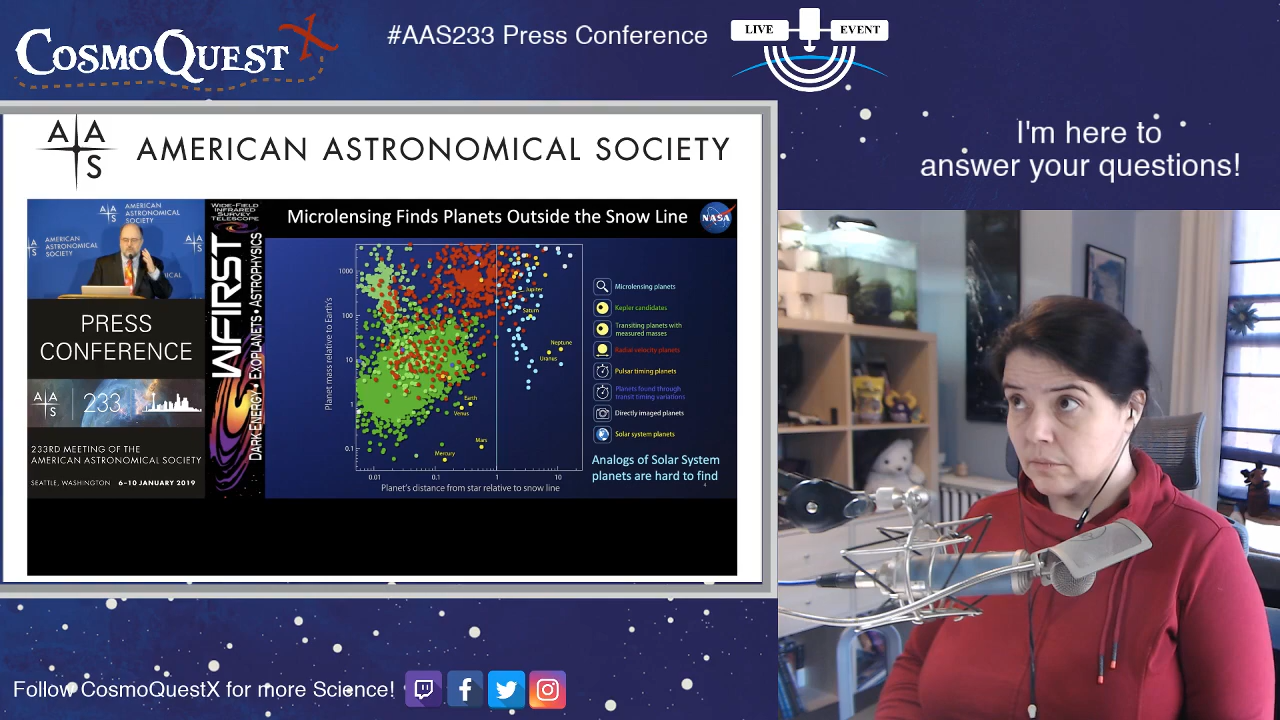 COSMOQUEST X
#AAS233 Press Conference
LIVE EVENT
I'm here to
answer your questions!
AAS
AMERICAN ASTRONOMICAL SOCIETY
AMERICAN
ASTRONOMICAL
SOCIETY
AMERICAN
ASTRONOMICAL
SOCIETY
PRESS
CONFERENCE
AAS 233
233RD MEETING OF THE
AMERICAN ASTRONOMICAL SOCIETY
SEATTLE, WASHINGTON 6–10 JANUARY 2019
WIDE-FIELD
INFRARED
SURVEY
TELESCOPE
WFIRST
DARK ENERGY • EXOPLANETS • ASTROPHYSICS
Microlensing Finds Planets Outside the Snow Line
NASA
Planet mass relative to Earth's
1000
100
10
1
0.1
Jupiter
Saturn
Neptune
Uranus
Earth
Venus
Mars
Mercury
0.01 0.1 1 10
Planet's distance from star relative to snow line
Microlensing planets
Kepler candidates
Transiting planets with
measured masses
Radial velocity planets
Pulsar timing planets
Planets found through
transit timing variations
Directly imaged planets
Solar system planets
Analogs of Solar System
planets are hard to find
Follow CosmoQuestX for more Science!